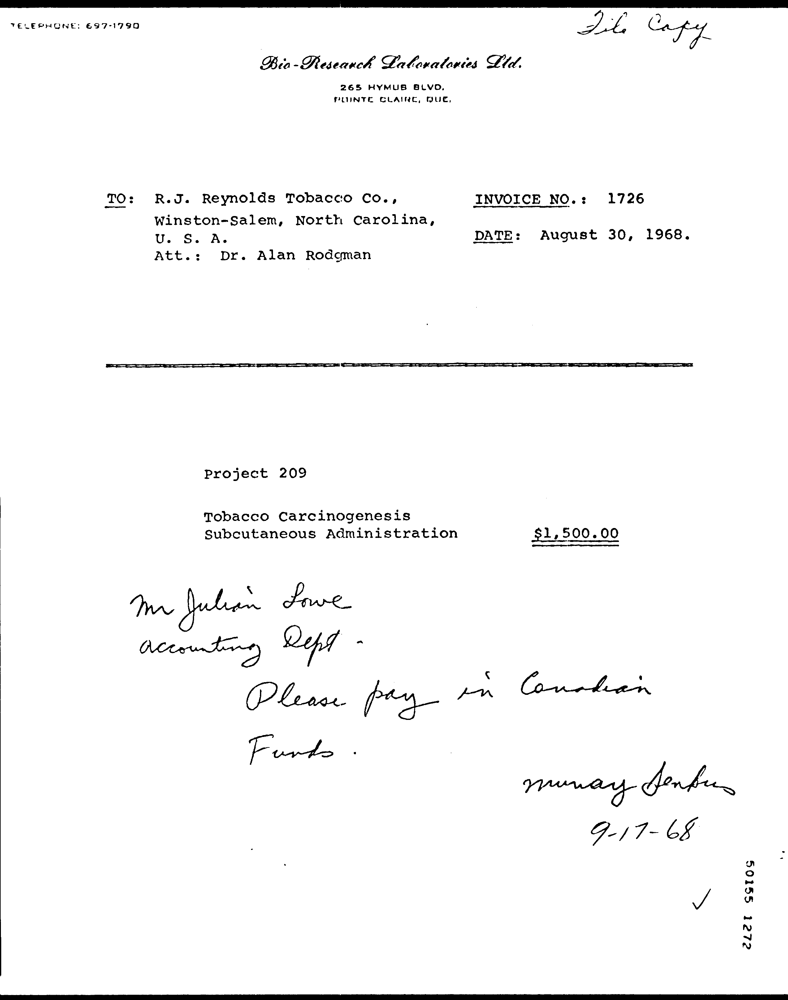 TELEPHONE: 697-1790
File Copy
Bio-Research Laboratories Ltd.
265 HYMUS BLVD.
POINTE CLAIRE, QUE.
TO: R.J. Reynolds Tobacco Co.,
Winston-Salem, North Carolina,
U. S. A.
Att.: Dr. Alan Rodgman
INVOICE NO.: 1726
DATE: August 30, 1968.
Project 209
Tobacco Carcinogenesis
Subcutaneous Administration $1,500.00
Mr Julian Lowe
Accounting Dept.
Please pay in Canadian
Funds.
Murray
9-17-68
50155 1272